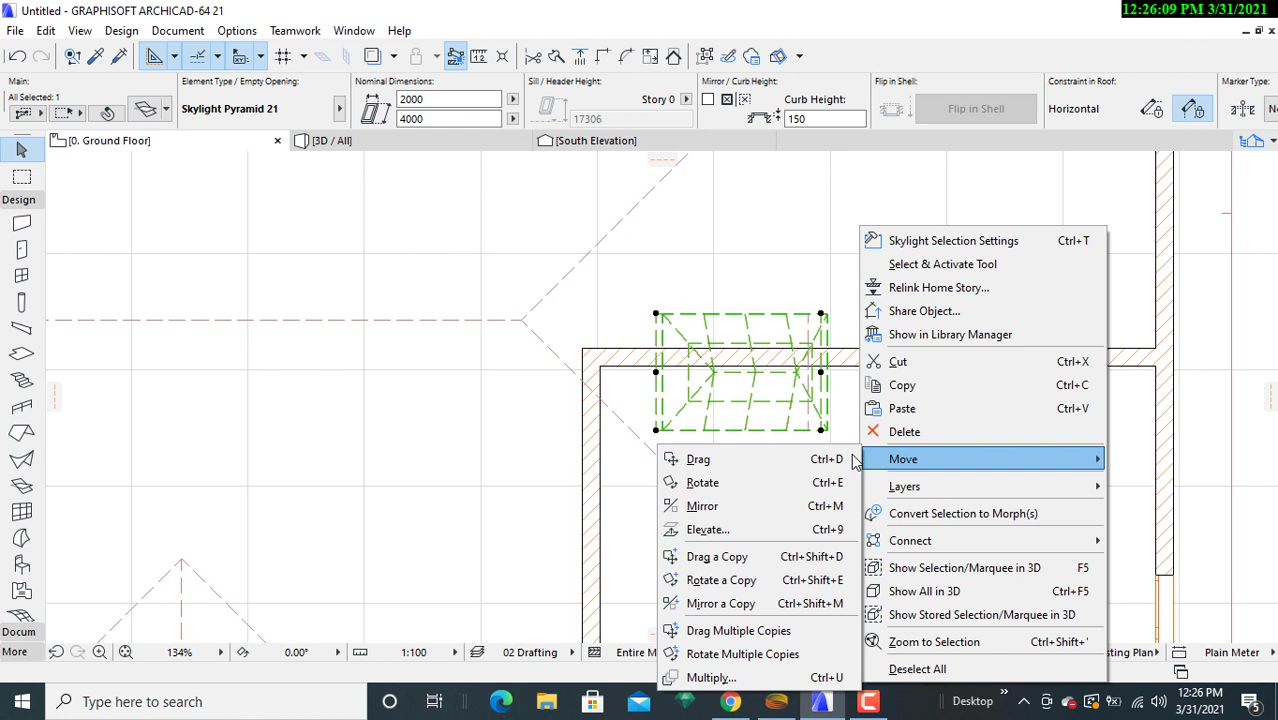 Untitled - GRAPHISOFT ARCHICAD-64 21
12:26:09 PM 3/31/2021
File Edit View Design Document Options Teamwork Window Help
Main:
All Selected: 1
Element Type / Empty Opening:
Skylight Pyramid 21
Nominal Dimensions:
2000
4000
Sill / Header Height:
Story 0
17306
Mirror / Curb Height:
Curb Height:
150
Flip in Shell
Flip in Shell
Constraint in Roof:
Horizontal
Marker Type:
[0. Ground Floor]
[3D / All]
[South Elevation]
Design
Docum
More
Skylight Selection Settings Ctrl+T
Select & Activate Tool
Relink Home Story...
Share Object...
Show in Library Manager
Cut Ctrl+X
Copy Ctrl+C
Paste Ctrl+V
Delete
Move
Layers
Convert Selection to Morph(s)
Connect
Show Selection/Marquee in 3D F5
Show All in 3D Ctrl+F5
Show Stored Selection/Marquee in 3D
Zoom to Selection Ctrl+Shift+'
Deselect All
Drag Ctrl+D
Rotate Ctrl+E
Mirror Ctrl+M
Elevate... Ctrl+9
Drag a Copy Ctrl+Shift+D
Rotate a Copy Ctrl+Shift+E
Mirror a Copy Ctrl+Shift+M
Drag Multiple Copies
Rotate Multiple Copies
Multiply... Ctrl+U
134%
0.00°
1:100
02 Drafting
Entire M
sting Plan
Plain Meter
Type here to search
Desktop
12:26 PM
3/31/2021
5